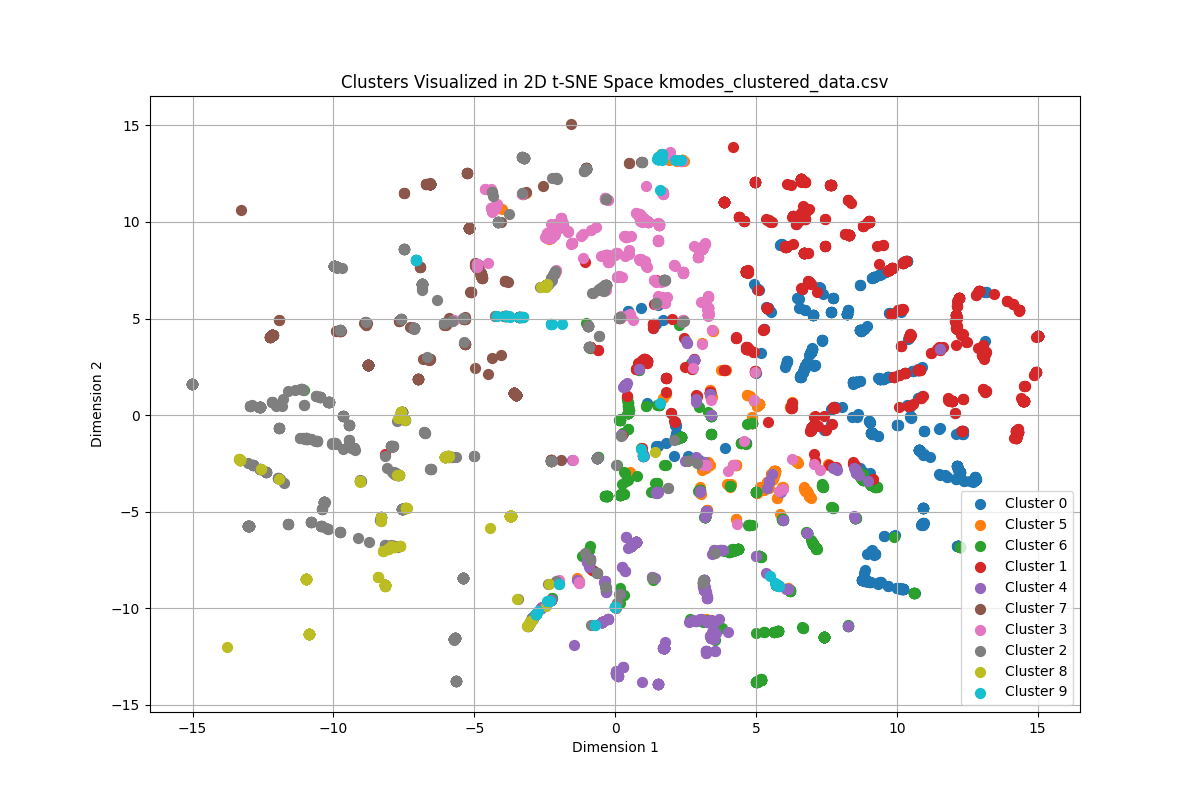 Clusters Visualized in 2D t-SNE Space kmodes_clustered_data.csv
15
10
5
0
−5
−10
−15
Dimension 2
−15
−10
−5
0
5
10
15
Dimension 1
Cluster 0
Cluster 5
Cluster 6
Cluster 1
Cluster 4
Cluster 7
Cluster 3
Cluster 2
Cluster 8
Cluster 9